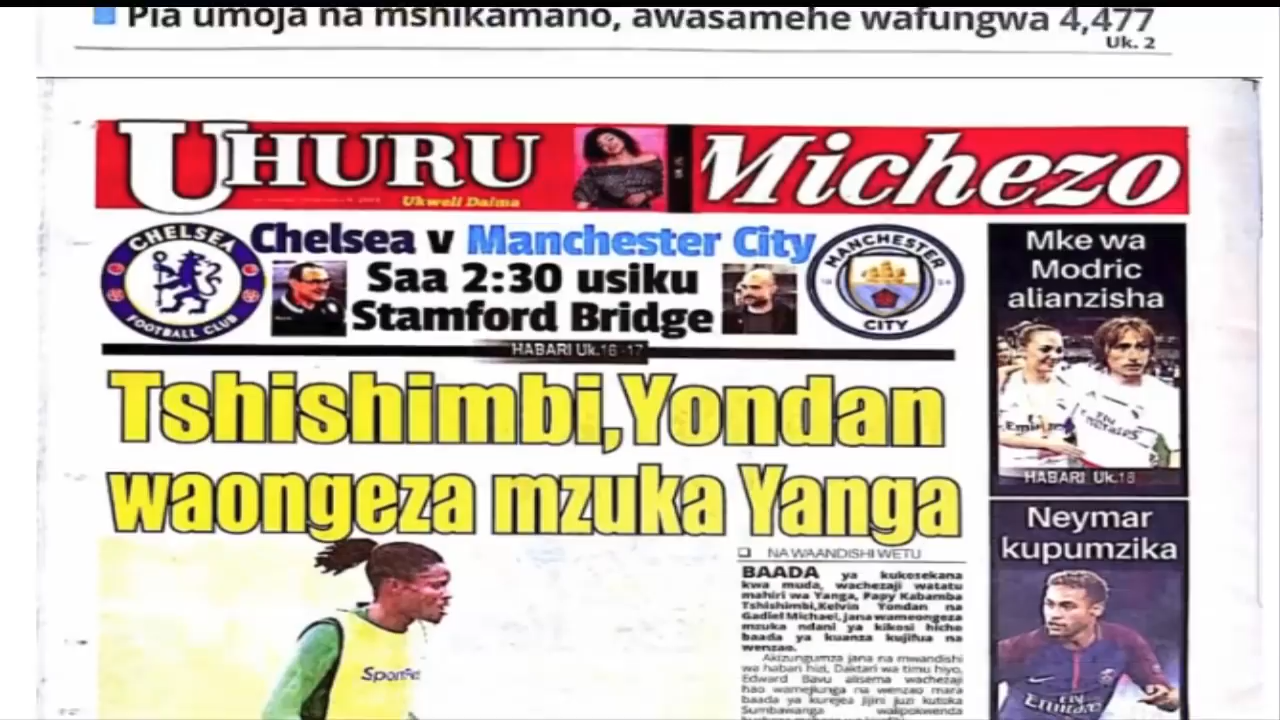 Pia umoja na mshikamano, awasamehe wafungwa 4,477
Uk. 2
UHURU
Ukweli Daima
Michezo
CHELSEA
FOOTBALL CLUB
Chelsea v Manchester City
Saa 2:30 usiku
Stamford Bridge
MANCHESTER
CITY
HABARI Uk.16-17
Tshishimbi, Yondan
waongeza mzuka Yanga
NA WAANDISHI WETU
BAADA ya kukosekana
kwa muda, wachezaji watatu
mahiri wa Yanga, Papy Kabamba
Tshishimbi, Kelvin Yondan na
Gadiel Michael, jana wameongeza
mzuka ndani ya kikosi hicho
baada ya kuanza kujifua na
wenzao.
Akizungumza jana na mwandishi
wa habari hizi, Daktari wa timu hiyo,
Edward Bavu alisema wachezaji
hao wamejiunga na wenzao mara
baada ya kurejea jijini juzi kutoka
Sumbawanga walipokwenda
Mke wa
Modric
alianzisha
Fly
Emirates
HABARI Uk.18
Neymar
kupumzika
Fly
Emirates